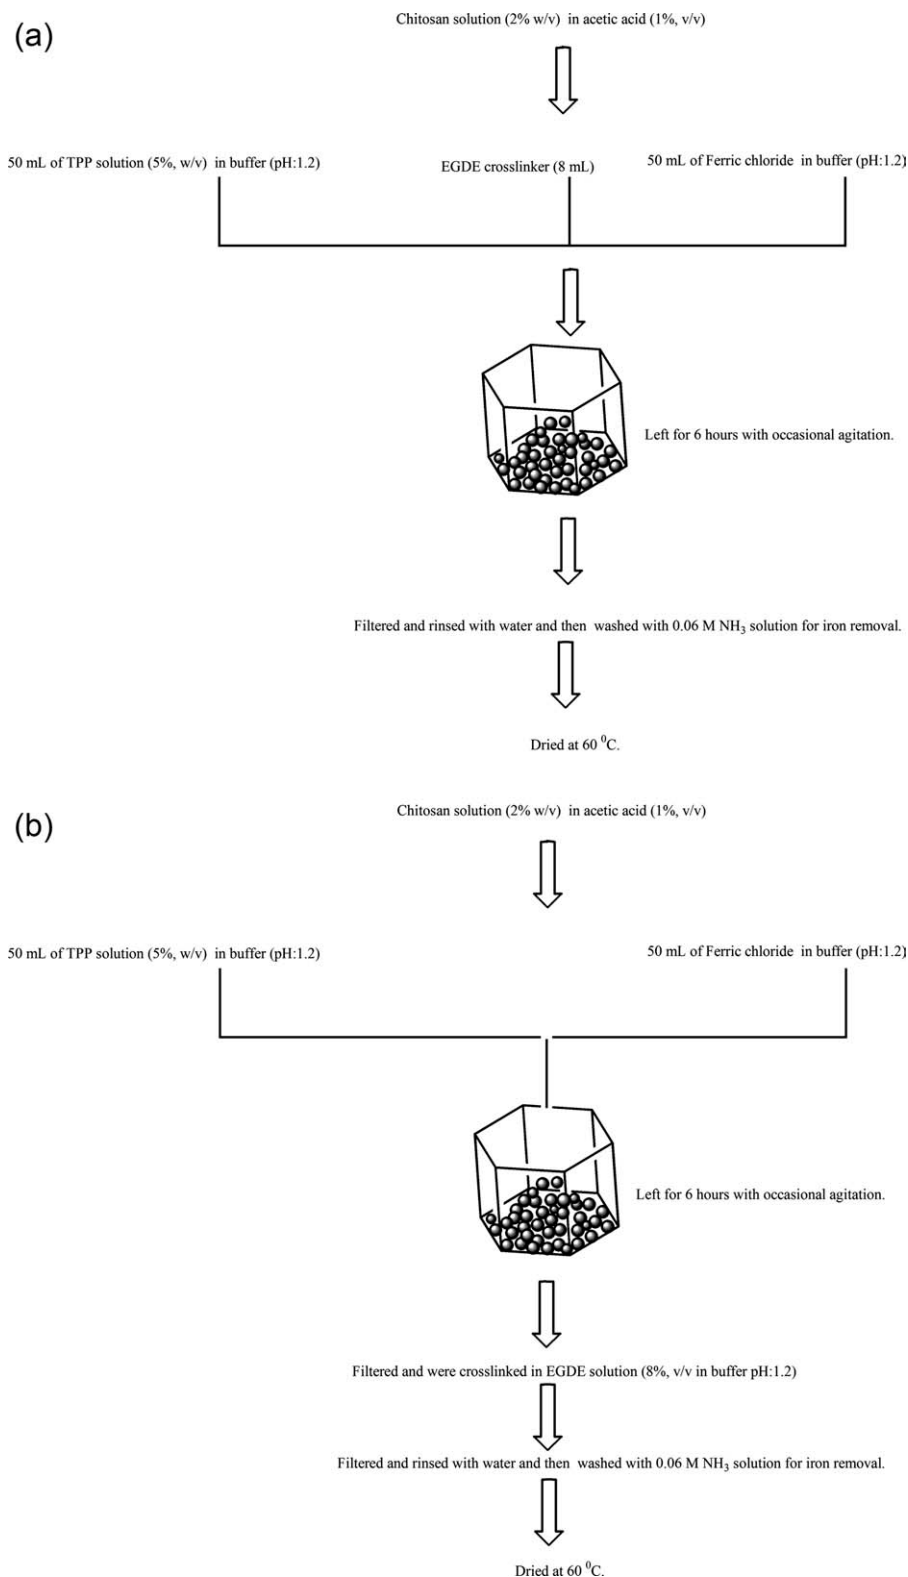 (a)
Chitosan solution (2% w/v) in acetic acid (1%, v/v)
50 mL of TPP solution (5%, w/v) in buffer (pH:1.2)
EGDE crosslinker (8 mL)
50 mL of Ferric chloride in buffer (pH:1.2)
Left for 6 hours with occasional agitation.
Filtered and rinsed with water and then washed with 0.06 M NH3 solution for iron removal.
Dried at 60 ⁰C.
(b)
Chitosan solution (2% w/v) in acetic acid (1%, v/v)
50 mL of TPP solution (5%, w/v) in buffer (pH:1.2)
50 mL of Ferric chloride in buffer (pH:1.2)
Left for 6 hours with occasional agitation.
Filtered and were crosslinked in EGDE solution (8%, v/v in buffer pH:1.2)
Filtered and rinsed with water and then washed with 0.06 M NH3 solution for iron removal.
Dried at 60 ⁰C.